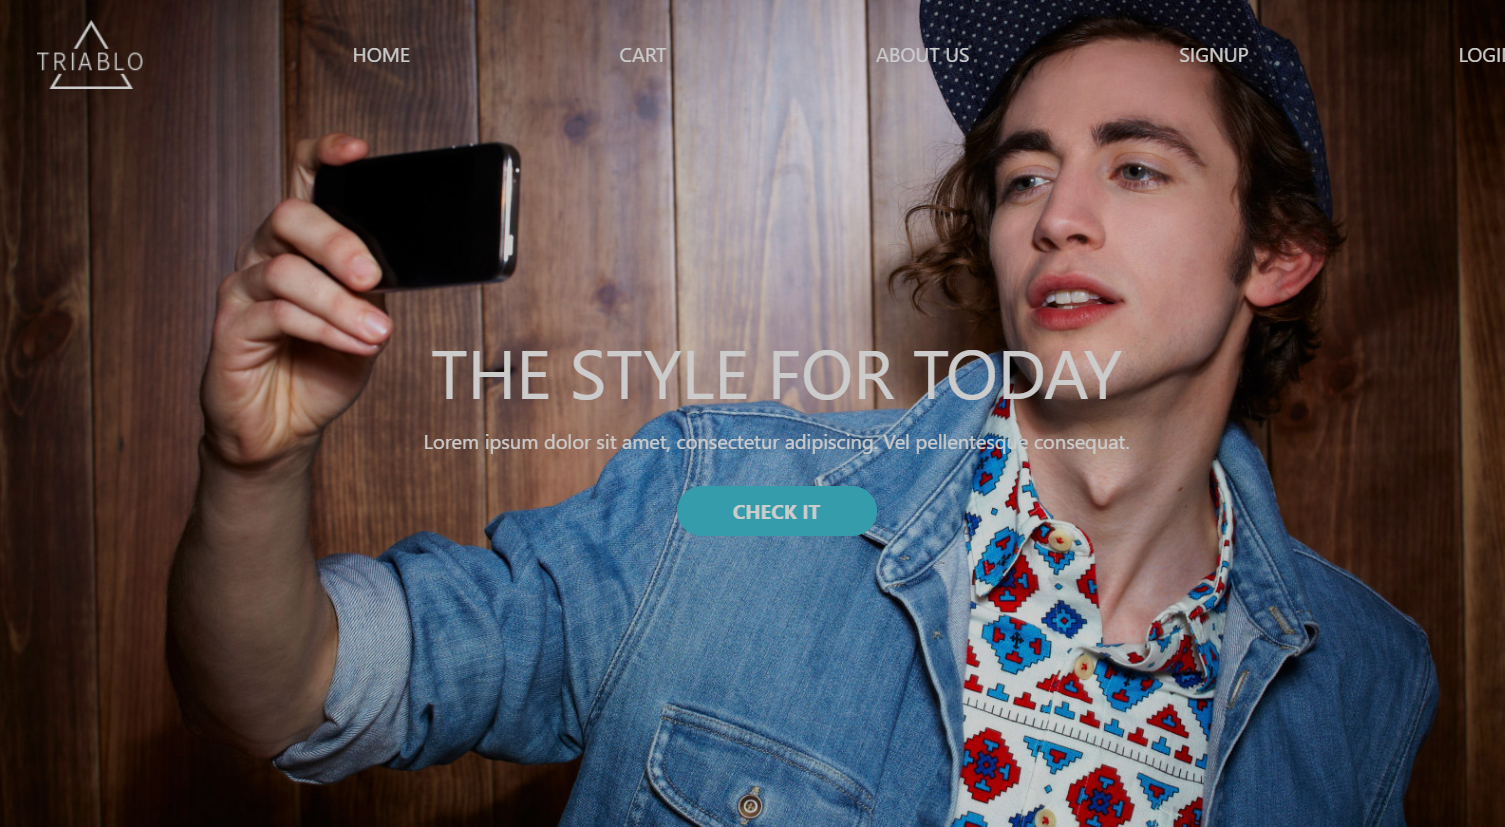 TRIABLO
HOME
CART
ABOUT US
SIGNUP
LOGI
THE STYLE FOR TODAY
Lorem ipsum dolor sit amet, consectetur adipiscing. Vel pellentesque consequat.
CHECK IT